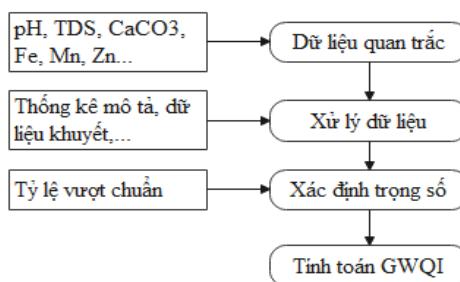 pH, TDS, CaCO3,
Fe, Mn, Zn...
Dữ liệu quan trắc
Thống kê mô tả, dữ
liệu khuyết,...
Xử lý dữ liệu
Tỷ lệ vượt chuẩn
Xác định trọng số
Tính toán GWQI